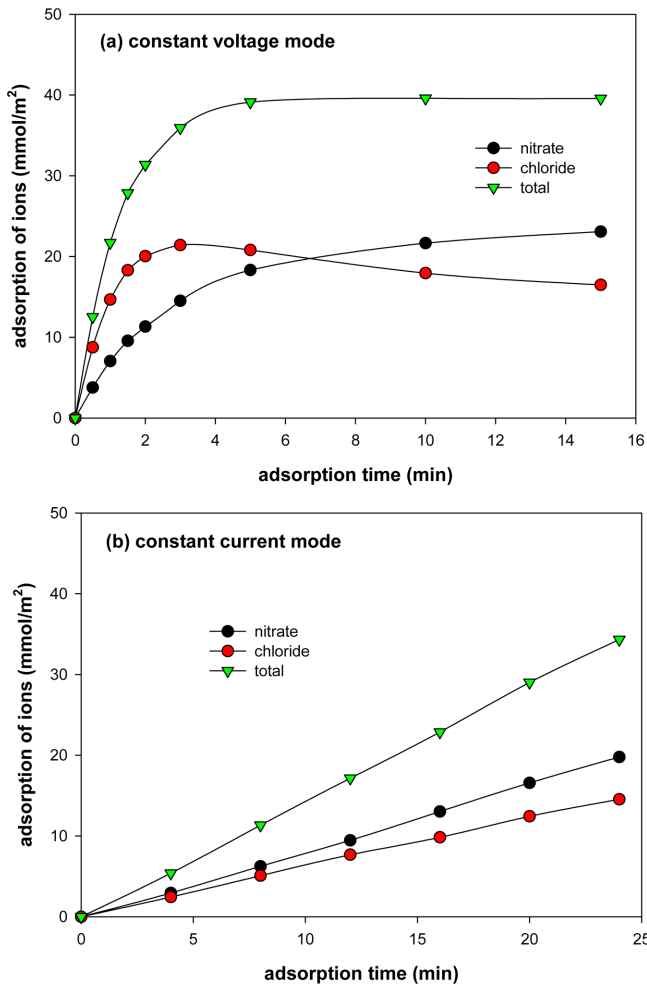 (a) constant voltage mode
50
40
30
20
10
0
adsorption of ions (mmol/m²)
nitrate
chloride
total
0 2 4 6 8 10 12 14 16
adsorption time (min)
(b) constant current mode
50
40
30
20
10
0
adsorption of ions (mmol/m²)
nitrate
chloride
total
0 5 10 15 20 25
adsorption time (min)